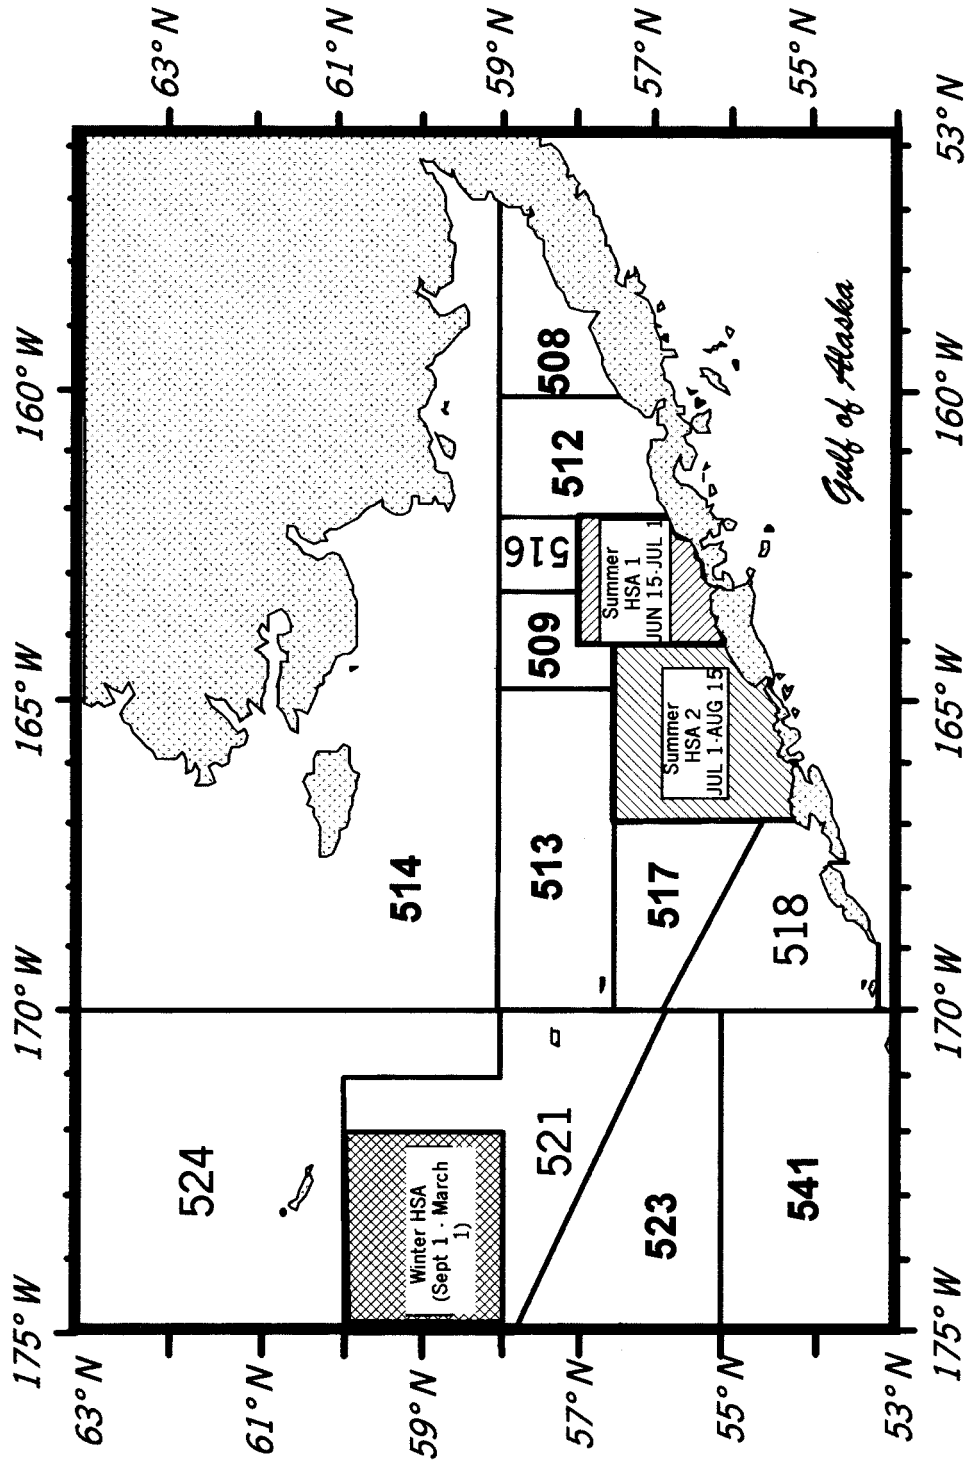 175° W
170° W
165° W
160° W
63° N
61° N
59° N
57° N
55° N
53° N
63° N
61° N
59° N
57° N
55° N
53° N
524
514
Winter HSA
(Sept 1 - March
1)
521
513
509
516
512
508
Summer
HSA 1
JUN 15-JUL 1
523
517
Summer
HSA 2
JUL 1-AUG 15
541
518
Gulf of Alaska
175° W
170° W
165° W
160° W